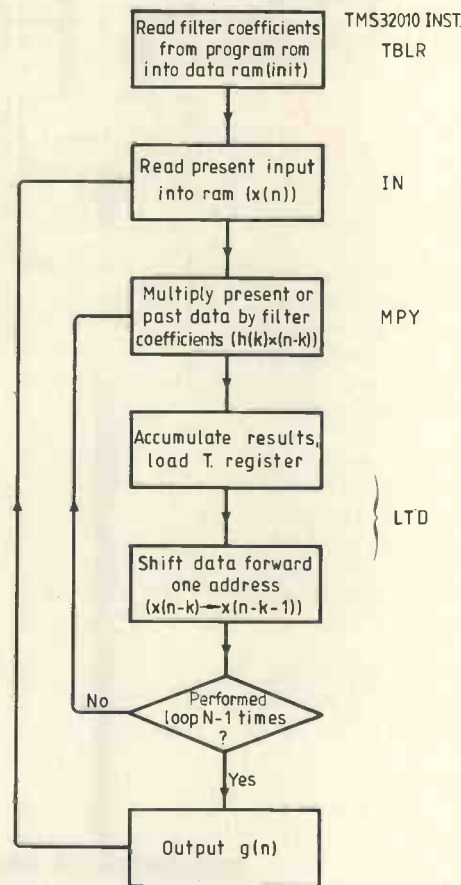 Read filter coefficients
from program rom
into data ram(init)
TMS32010 INST.
TBLR
Read present input
into ram (x(n))
IN
Multiply present or
past data by filter
coefficients (h(k)x(n-k))
MPY
Accumulate results,
load T. register
LTD
Shift data forward
one address
(x(n-k)→x(n-k-1))
No
Performed
loop N-1 times
?
Yes
Output g(n)